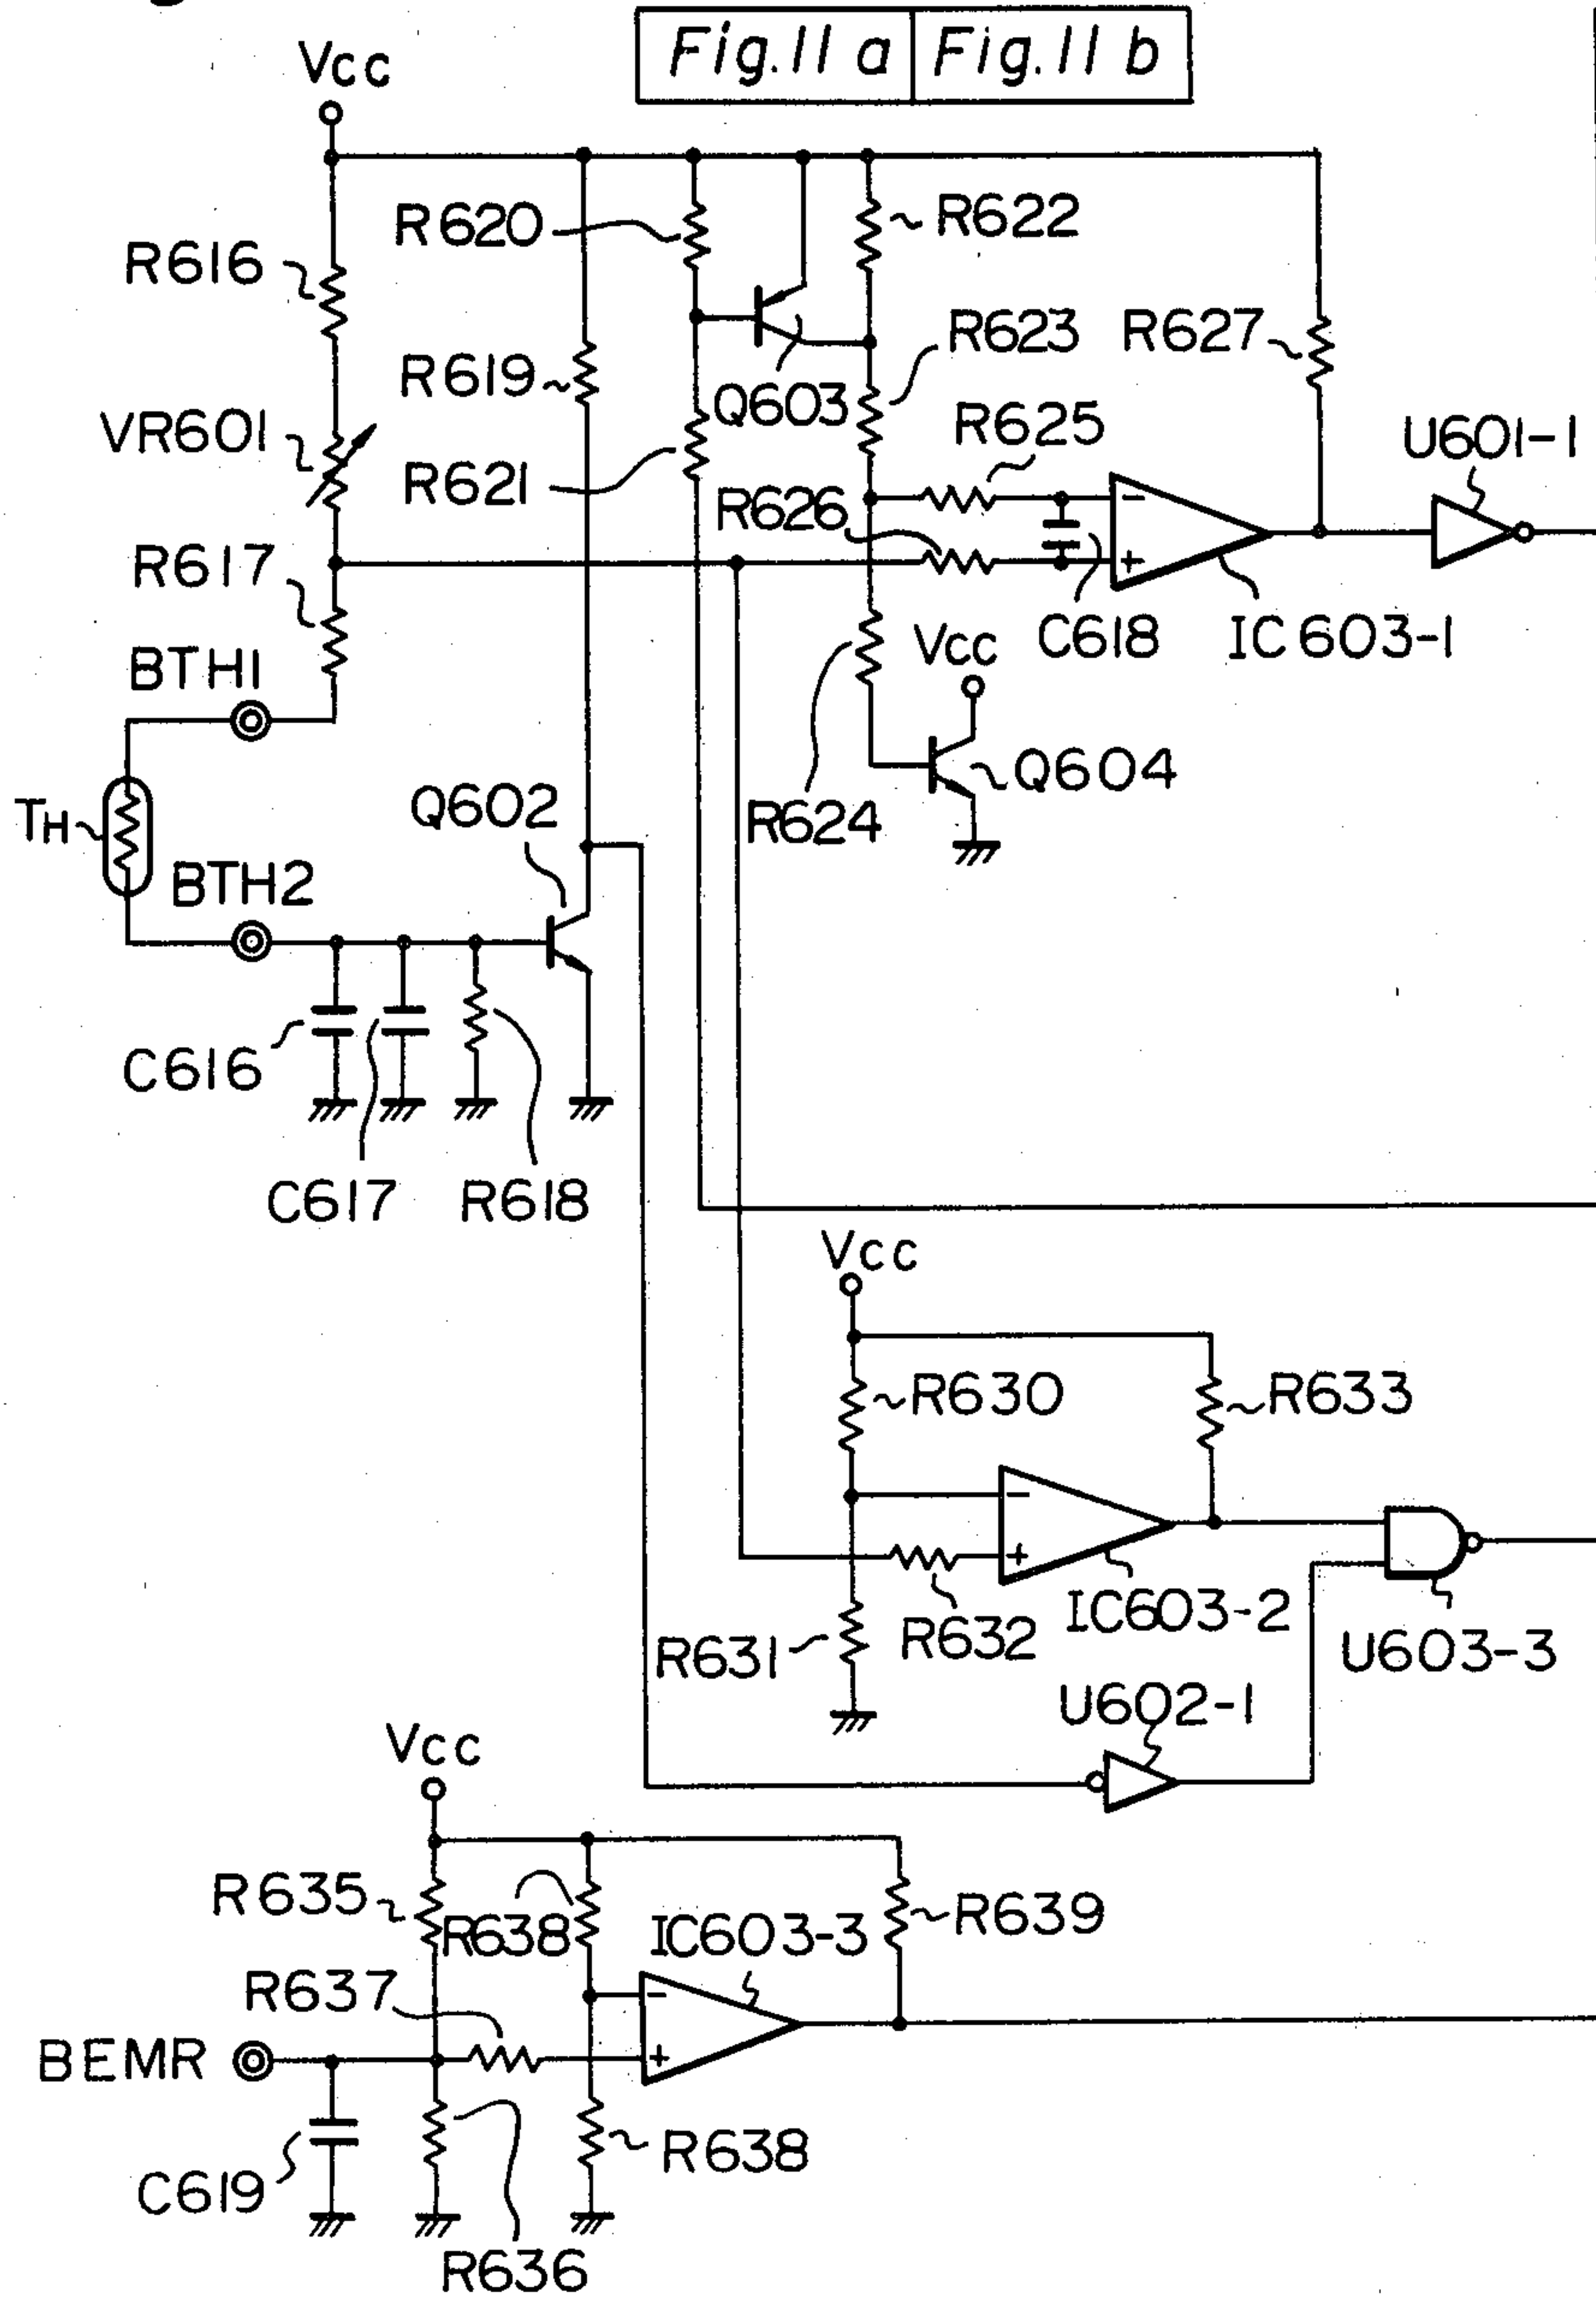 Fig.11 a Fig.11 b
Vcc
R620
R622
R616
R623
R627
R619
Q603
VR601
R625
U601-1
R621
R626
R617
C618
IC603-1
Vcc
BTH1
Q604
TH
Q602
R624
BTH2
C616
C617
R618
Vcc
R630
R633
IC603-2
R632
R631
U603-3
U602-1
Vcc
R635
R638
IC603-3
R639
R637
BEMR
R638
C619
R636
-
+
-
+
-
+